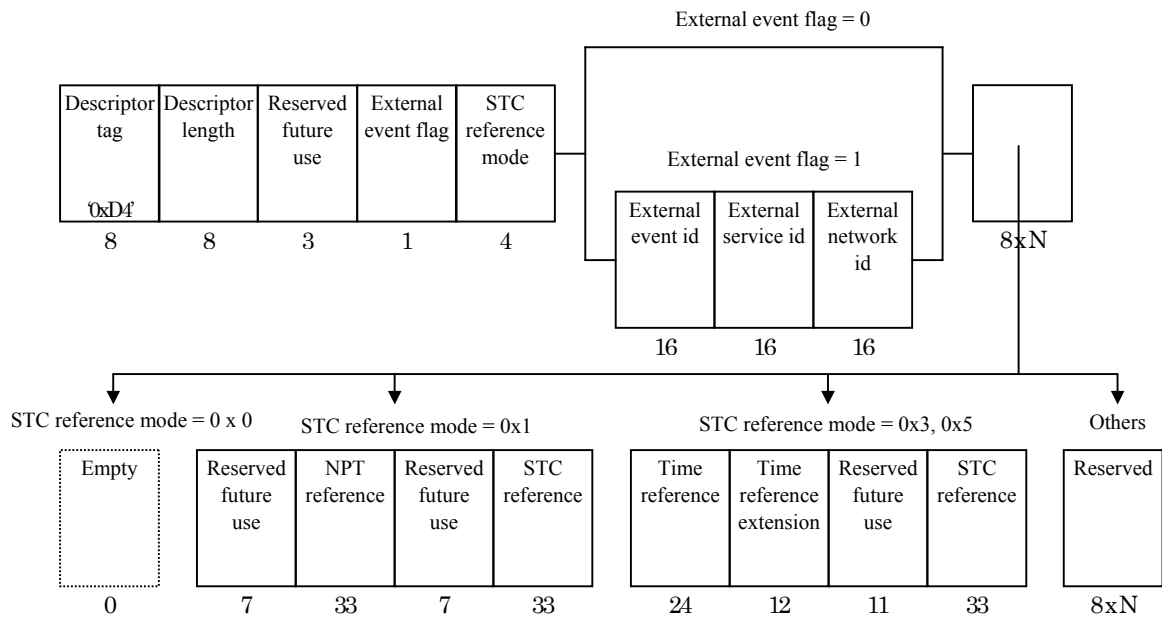 External event flag = 0
Descriptor
tag
'0xD4'
8
Descriptor
length
8
Reserved
future
use
3
External
event flag
1
STC
reference
mode
4
External event flag = 1
External
event id
16
External
service id
16
External
network
id
16
8xN
STC reference mode = 0 x 0
Empty
0
STC reference mode = 0x1
Reserved
future
use
7
NPT
reference
33
Reserved
future
use
7
STC
reference
33
STC reference mode = 0x3, 0x5
Time
reference
24
Time
reference
extension
12
Reserved
future
use
11
STC
reference
33
Others
Reserved
8xN